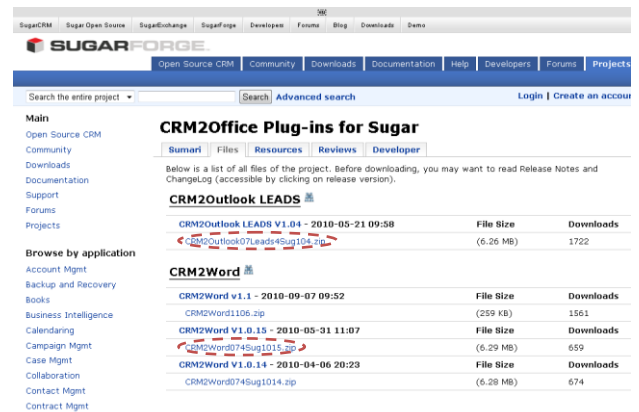 SugarCRM Sugar Open Source SugarExchange SugarForge Developers Forums Blog Downloads Demo
SUGARFORGE
Open Source CRM Community Downloads Documentation Help Developers Forums Projects
Search the entire project Search Advanced search Login | Create an accou
Main
Open Source CRM
Community
Downloads
Documentation
Support
Forums
Projects
Browse by application
Account Mgmt
Backup and Recovery
Books
Business Intelligence
Calendaring
Campaign Mgmt
Case Mgmt
Collaboration
Contact Mgmt
Contract Mgmt
CRM2Office Plug-ins for Sugar
Sumari Files Resources Reviews Developer
Below is a list of all files of the project. Before downloading, you may want to read Release Notes and
ChangeLog (accessible by clicking on release version).
CRM2Outlook LEADS
CRM2Outlook LEADS V1.04 - 2010-05-21 09:58 File Size Downloads
CRM2Outlook07Leads4Sug104.zip (6.26 MB) 1722
CRM2Word
CRM2Word v1.1 - 2010-09-07 09:52 File Size Downloads
CRM2Word1106.zip (259 KB) 1561
CRM2Word V1.0.15 - 2010-05-31 11:07 File Size Downloads
CRM2Word074Sug1015.zip (6.29 MB) 659
CRM2Word V1.0.14 - 2010-04-06 20:23 File Size Downloads
CRM2Word074Sug1014.zip (6.28 MB) 674